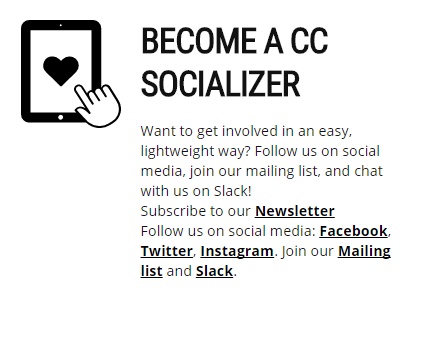 BECOME A CC
SOCIALIZER
Want to get involved in an easy,
lightweight way? Follow us on social
media, join our mailing list, and chat
with us on Slack!
Subscribe to our Newsletter
Follow us on social media: Facebook,
Twitter, Instagram. Join our Mailing
list and Slack.